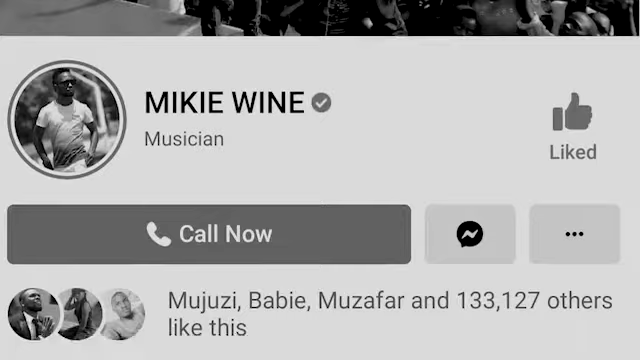 MIKIE WINE
Musician
Liked
Call Now
Mujuzi, Babie, Muzafar and 133,127 others
like this